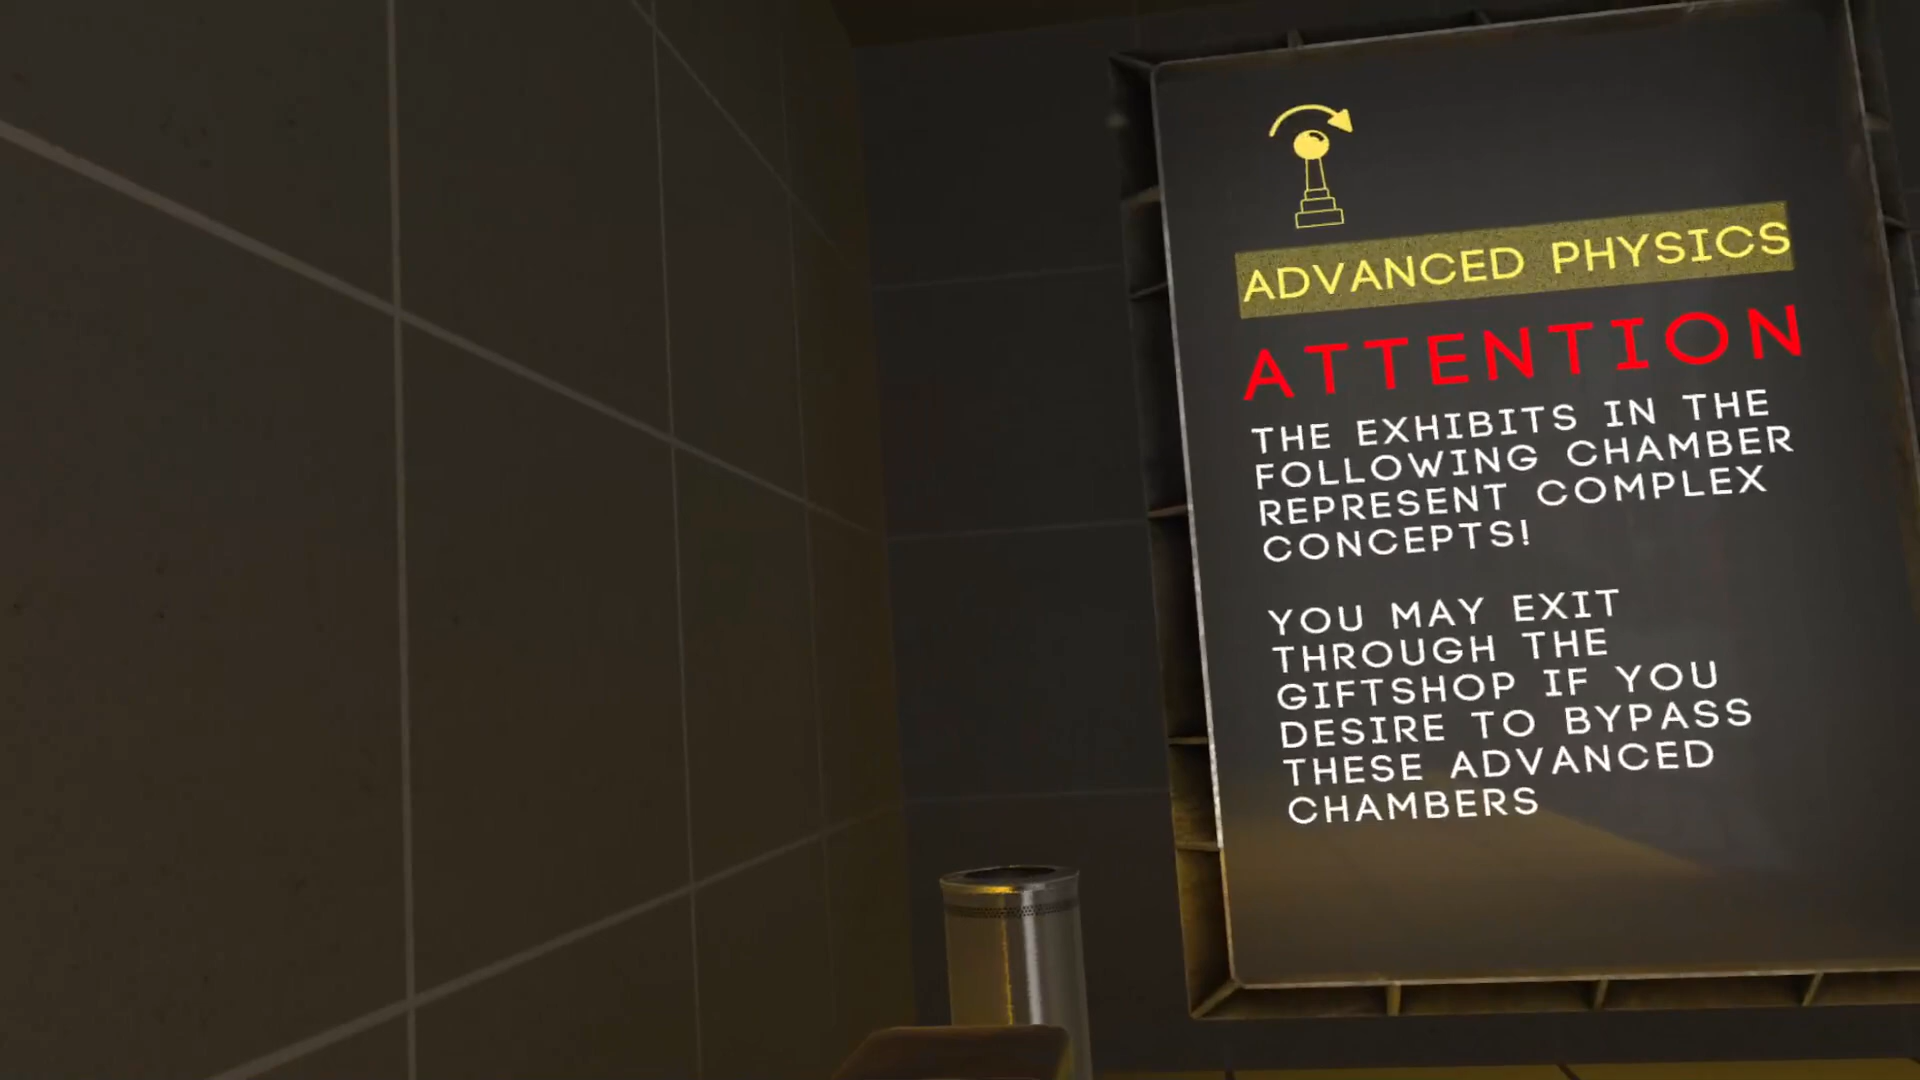 ADVANCED PHYSICS
ATTENTION
THE EXHIBITS IN THE
FOLLOWING CHAMBER
REPRESENT COMPLEX
CONCEPTS!
YOU MAY EXIT
THROUGH THE
GIFTSHOP IF YOU
DESIRE TO BYPASS
THESE ADVANCED
CHAMBERS